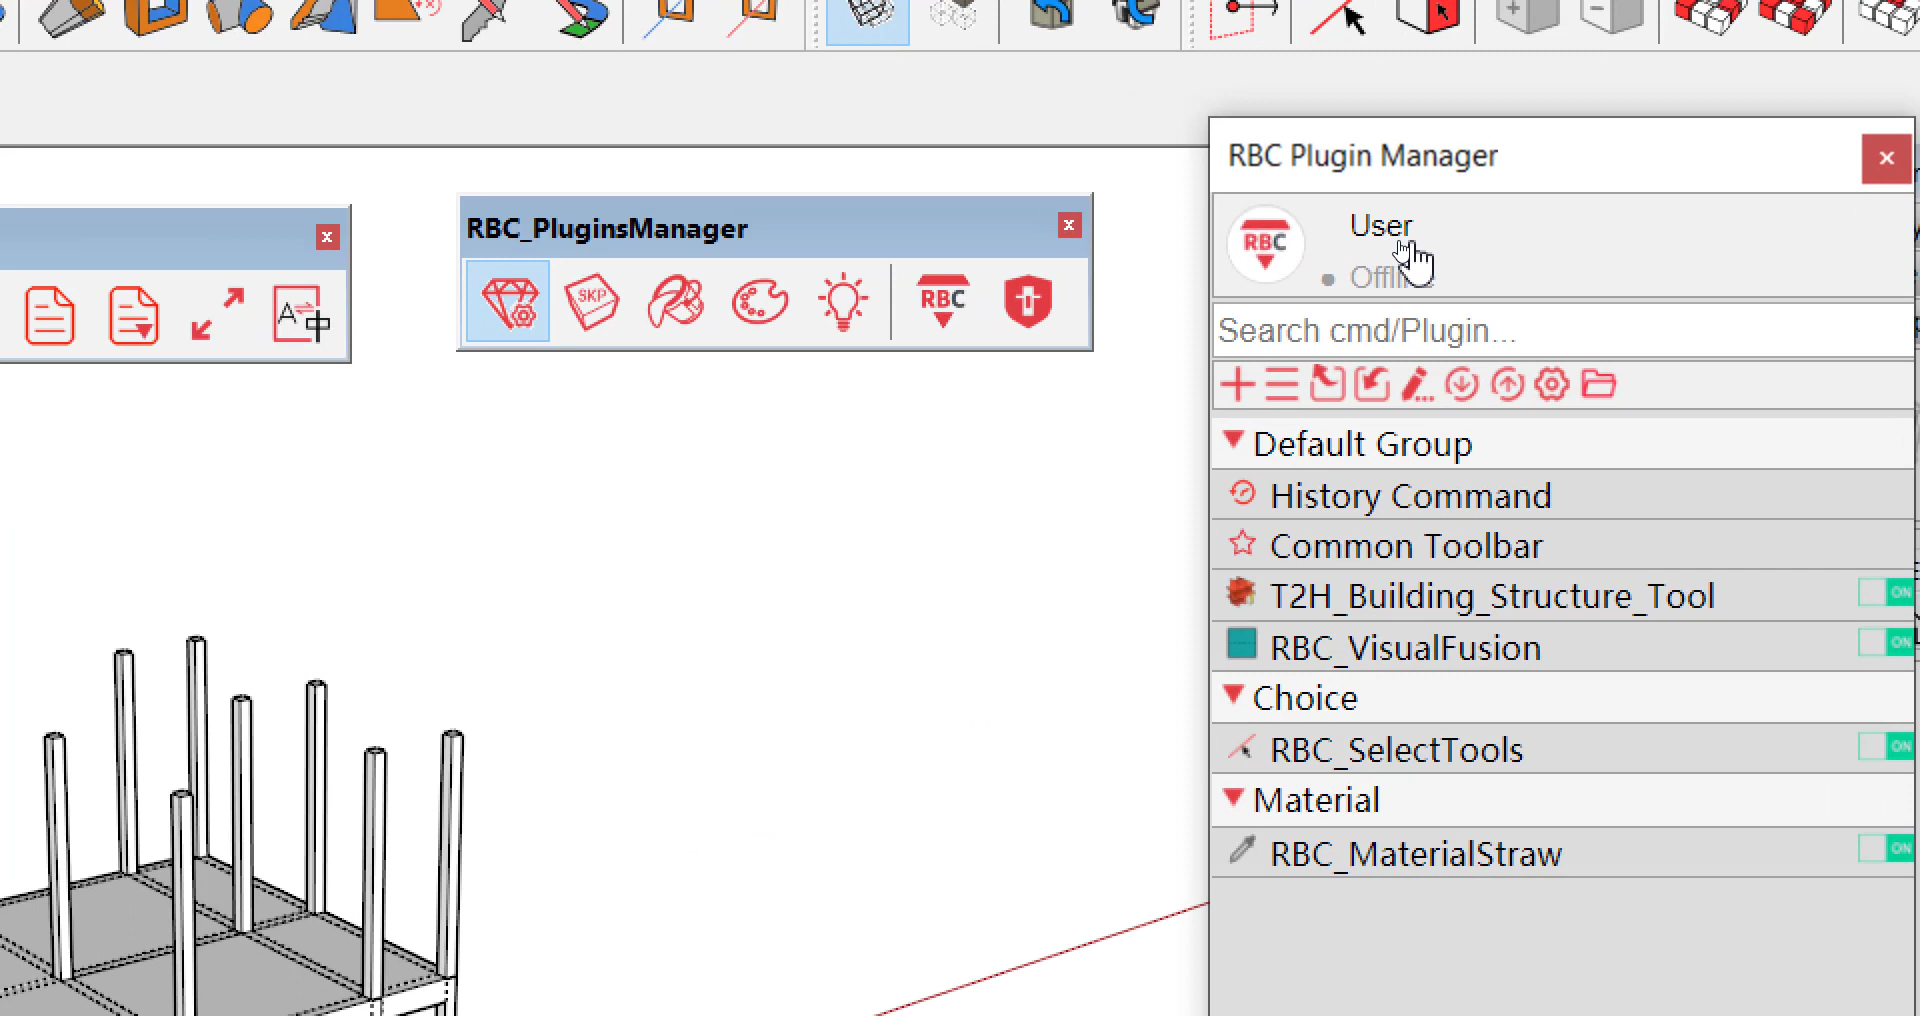 RBC Plugin Manager
RBC
User
Search cmd/Plugin...
RBC_PluginsManager
SKP
RBC
A
Default Group
History Command
Common Toolbar
T2H_Building_Structure_Tool
ON
RBC_VisualFusion
ON
Choice
RBC_SelectTools
ON
Material
RBC_MaterialStraw
ON